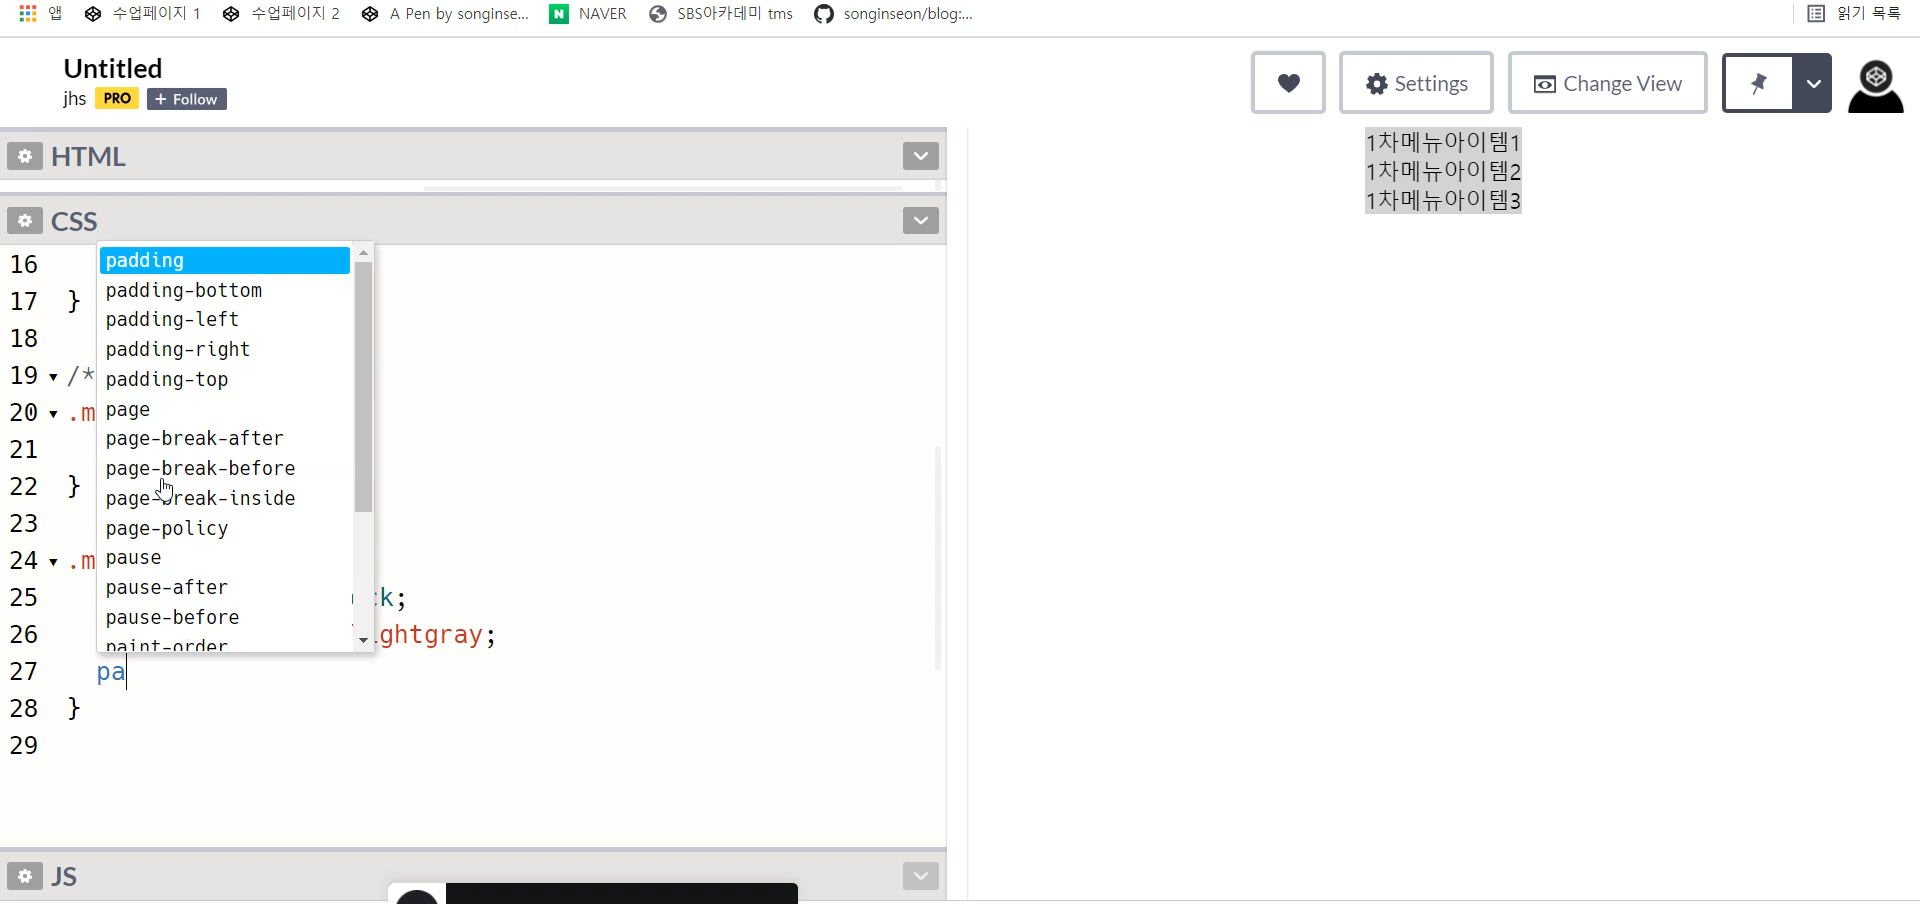 앱 수업페이지 1 수업페이지 2 A Pen by songinse... N NAVER SBS아카데미 tms songinseon/blog:... 읽기 목록
Untitled
jhs PRO + Follow
Settings Change View
HTML
CSS
16
17 }
18
19 /*
20 .m
21
22 }
23
24 .m
25 ck;
26 ightgray;
27 pa
28 }
29
padding
padding-bottom
padding-left
padding-right
padding-top
page
page-break-after
page-break-before
page-break-inside
page-policy
pause
pause-after
pause-before
paint-order
JS
1차메뉴아이템1
1차메뉴아이템2
1차메뉴아이템3